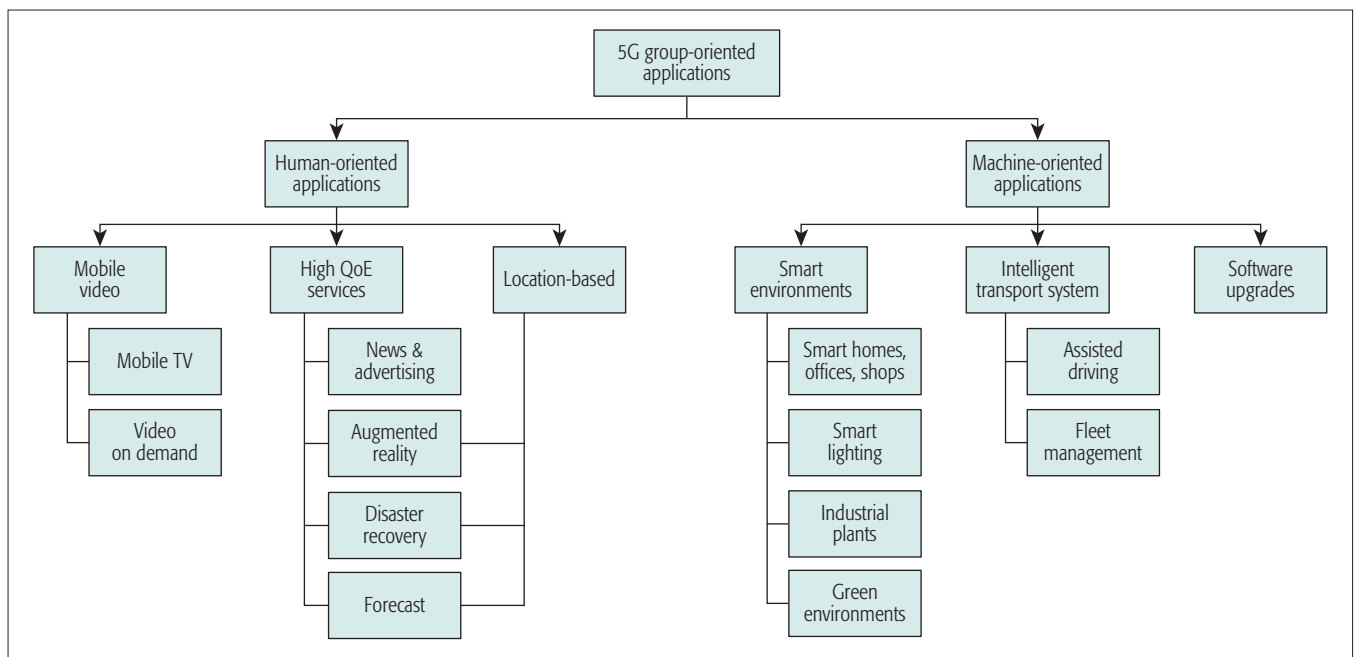 5G group-oriented
applications
Human-oriented
applications
Machine-oriented
applications
Mobile
video
High QoE
services
Location-based
Smart
environments
Intelligent
transport system
Software
upgrades
Mobile TV
News &
advertising
Smart homes,
offices, shops
Assisted
driving
Video
on demand
Augmented
reality
Smart
lighting
Fleet
management
Disaster
recovery
Industrial
plants
Forecast
Green
environments